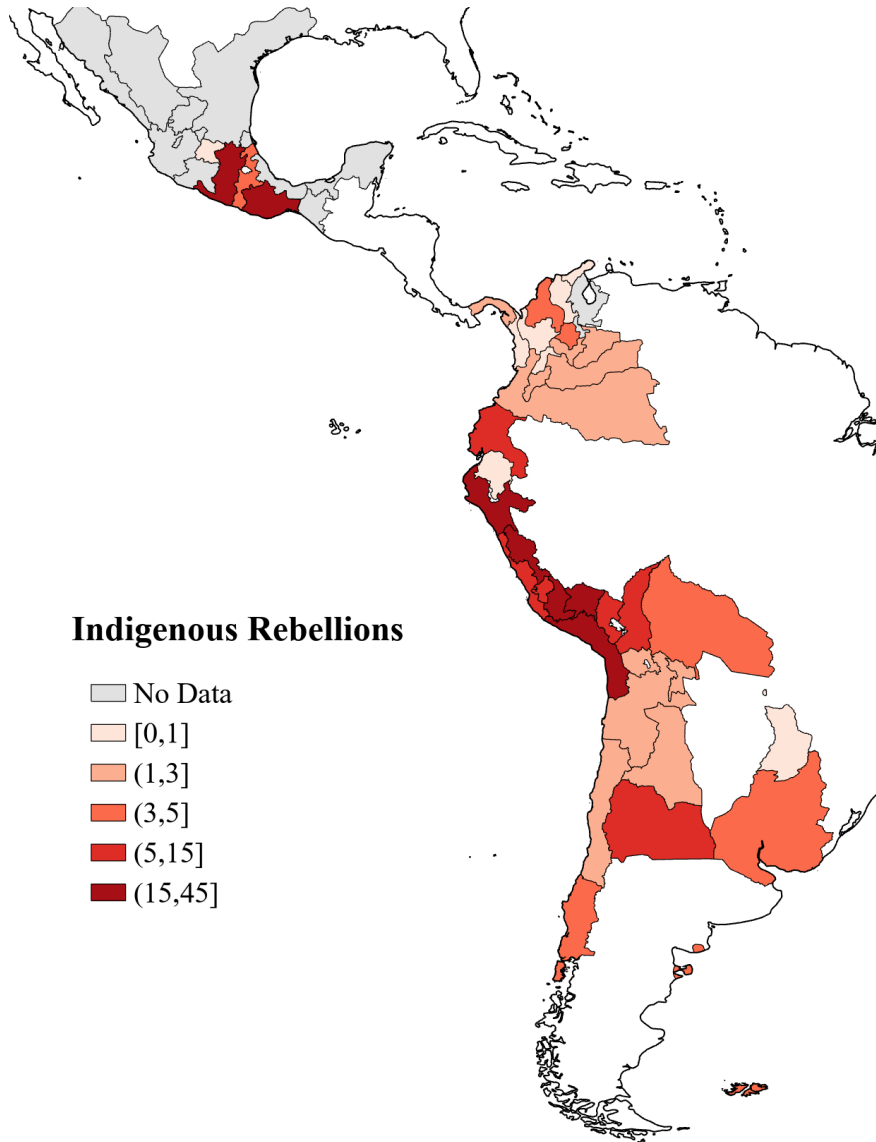 Indigenous Rebellions
No Data
[0,1]
(1,3]
(3,5]
(5,15]
(15,45]